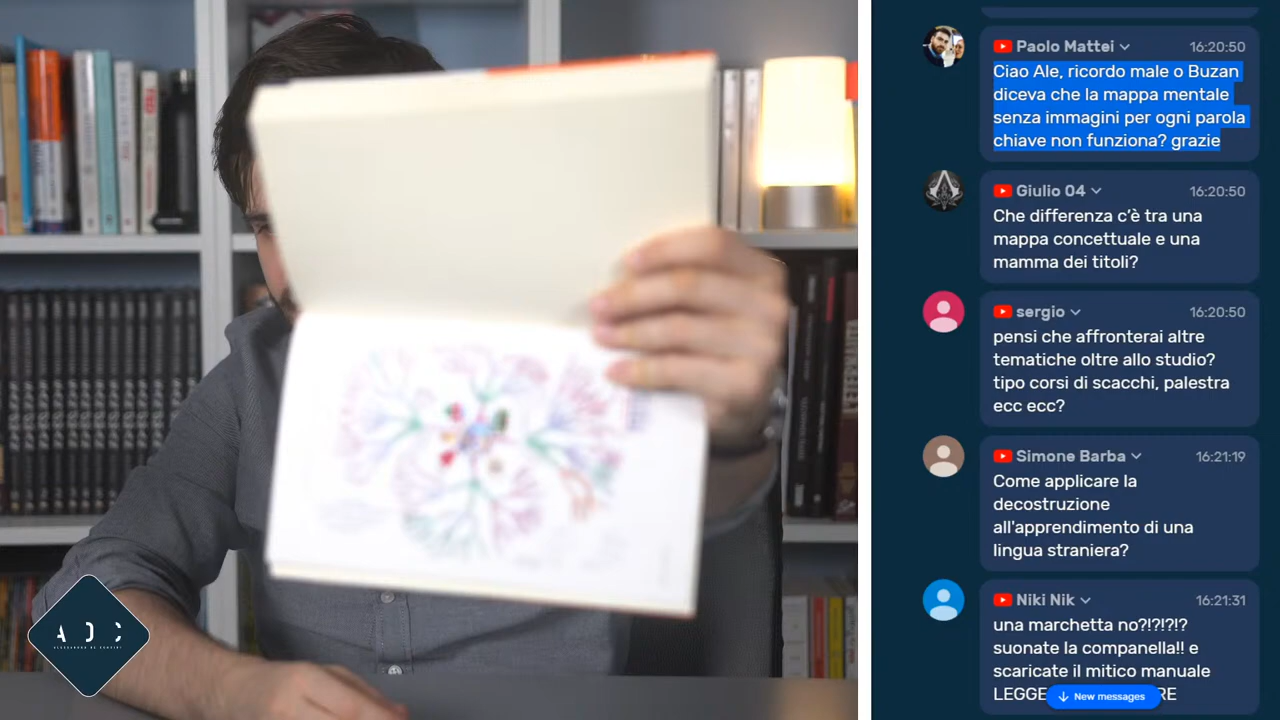 Paolo Mattei
16:20:50
Ciao Ale, ricordo male o Buzan
diceva che la mappa mentale
senza immagini per ogni parola
chiave non funziona? grazie
Giulio 04
16:20:50
Che differenza c'è tra una
mappa concettuale e una
mamma dei titoli?
sergio
16:20:50
pensi che affronterai altre
tematiche oltre allo studio?
tipo corsi di scacchi, palestra
ecc ecc?
Simone Barba
16:21:19
Come applicare la
decostruzione
all'apprendimento di una
lingua straniera?
Niki Nik
16:21:31
una marchetta no?!?!?!?
suonate la companella!! e
scaricate il mitico manuale
LEGGE
RE
New messages
ADC